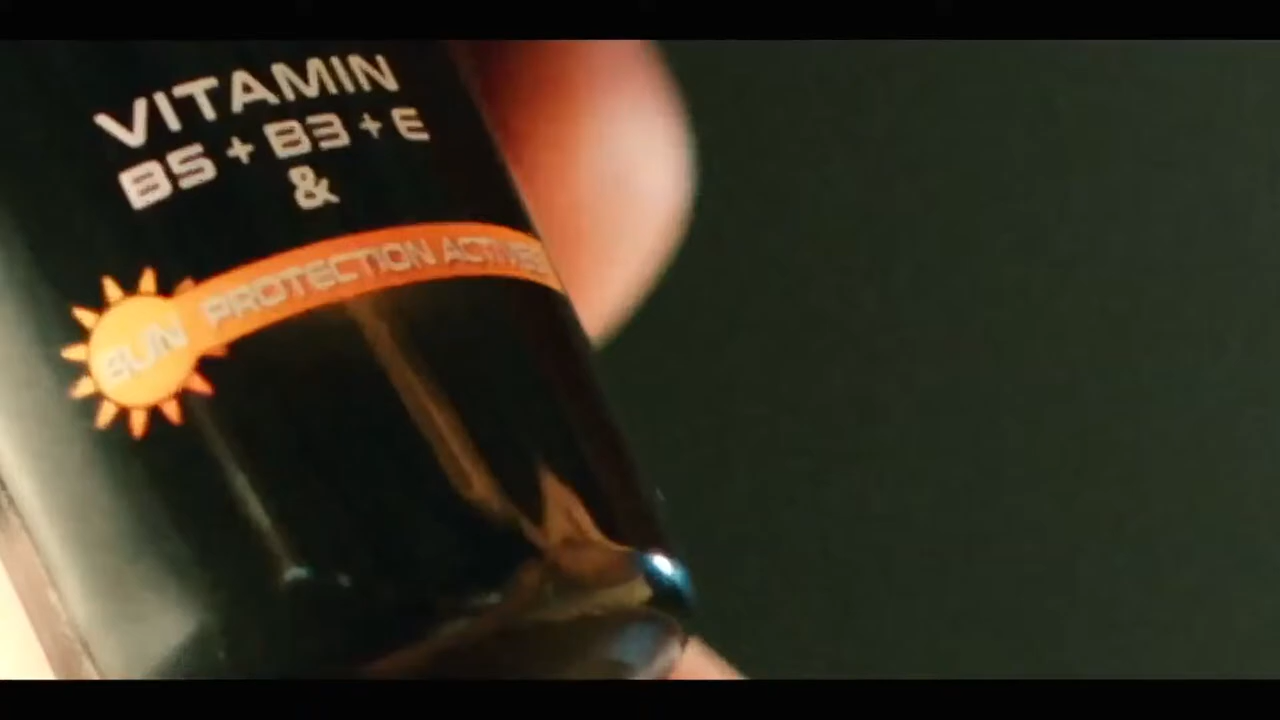 VITAMIN
B5 + B3 + E
&
SUN PROTECTION ACTIVES